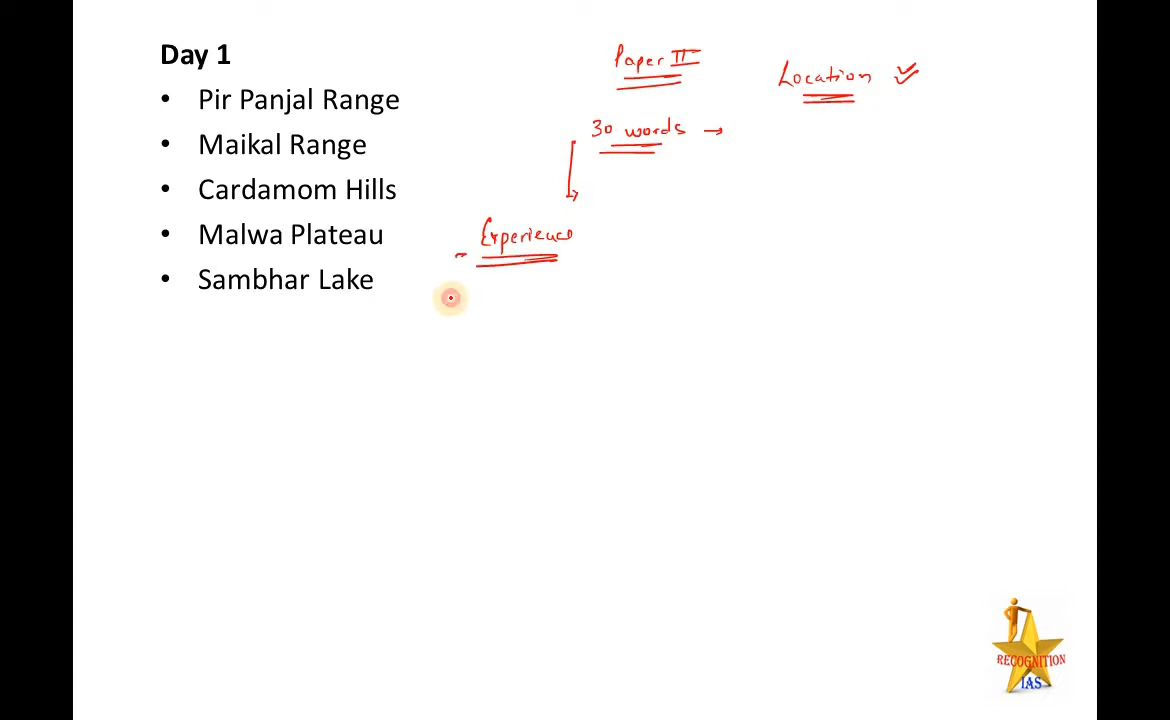 Day 1
• Pir Panjal Range
• Maikal Range
• Cardamom Hills
• Malwa Plateau
• Sambhar Lake
Paper II
Location
30 words →
Experience
RECOGNITION
IAS